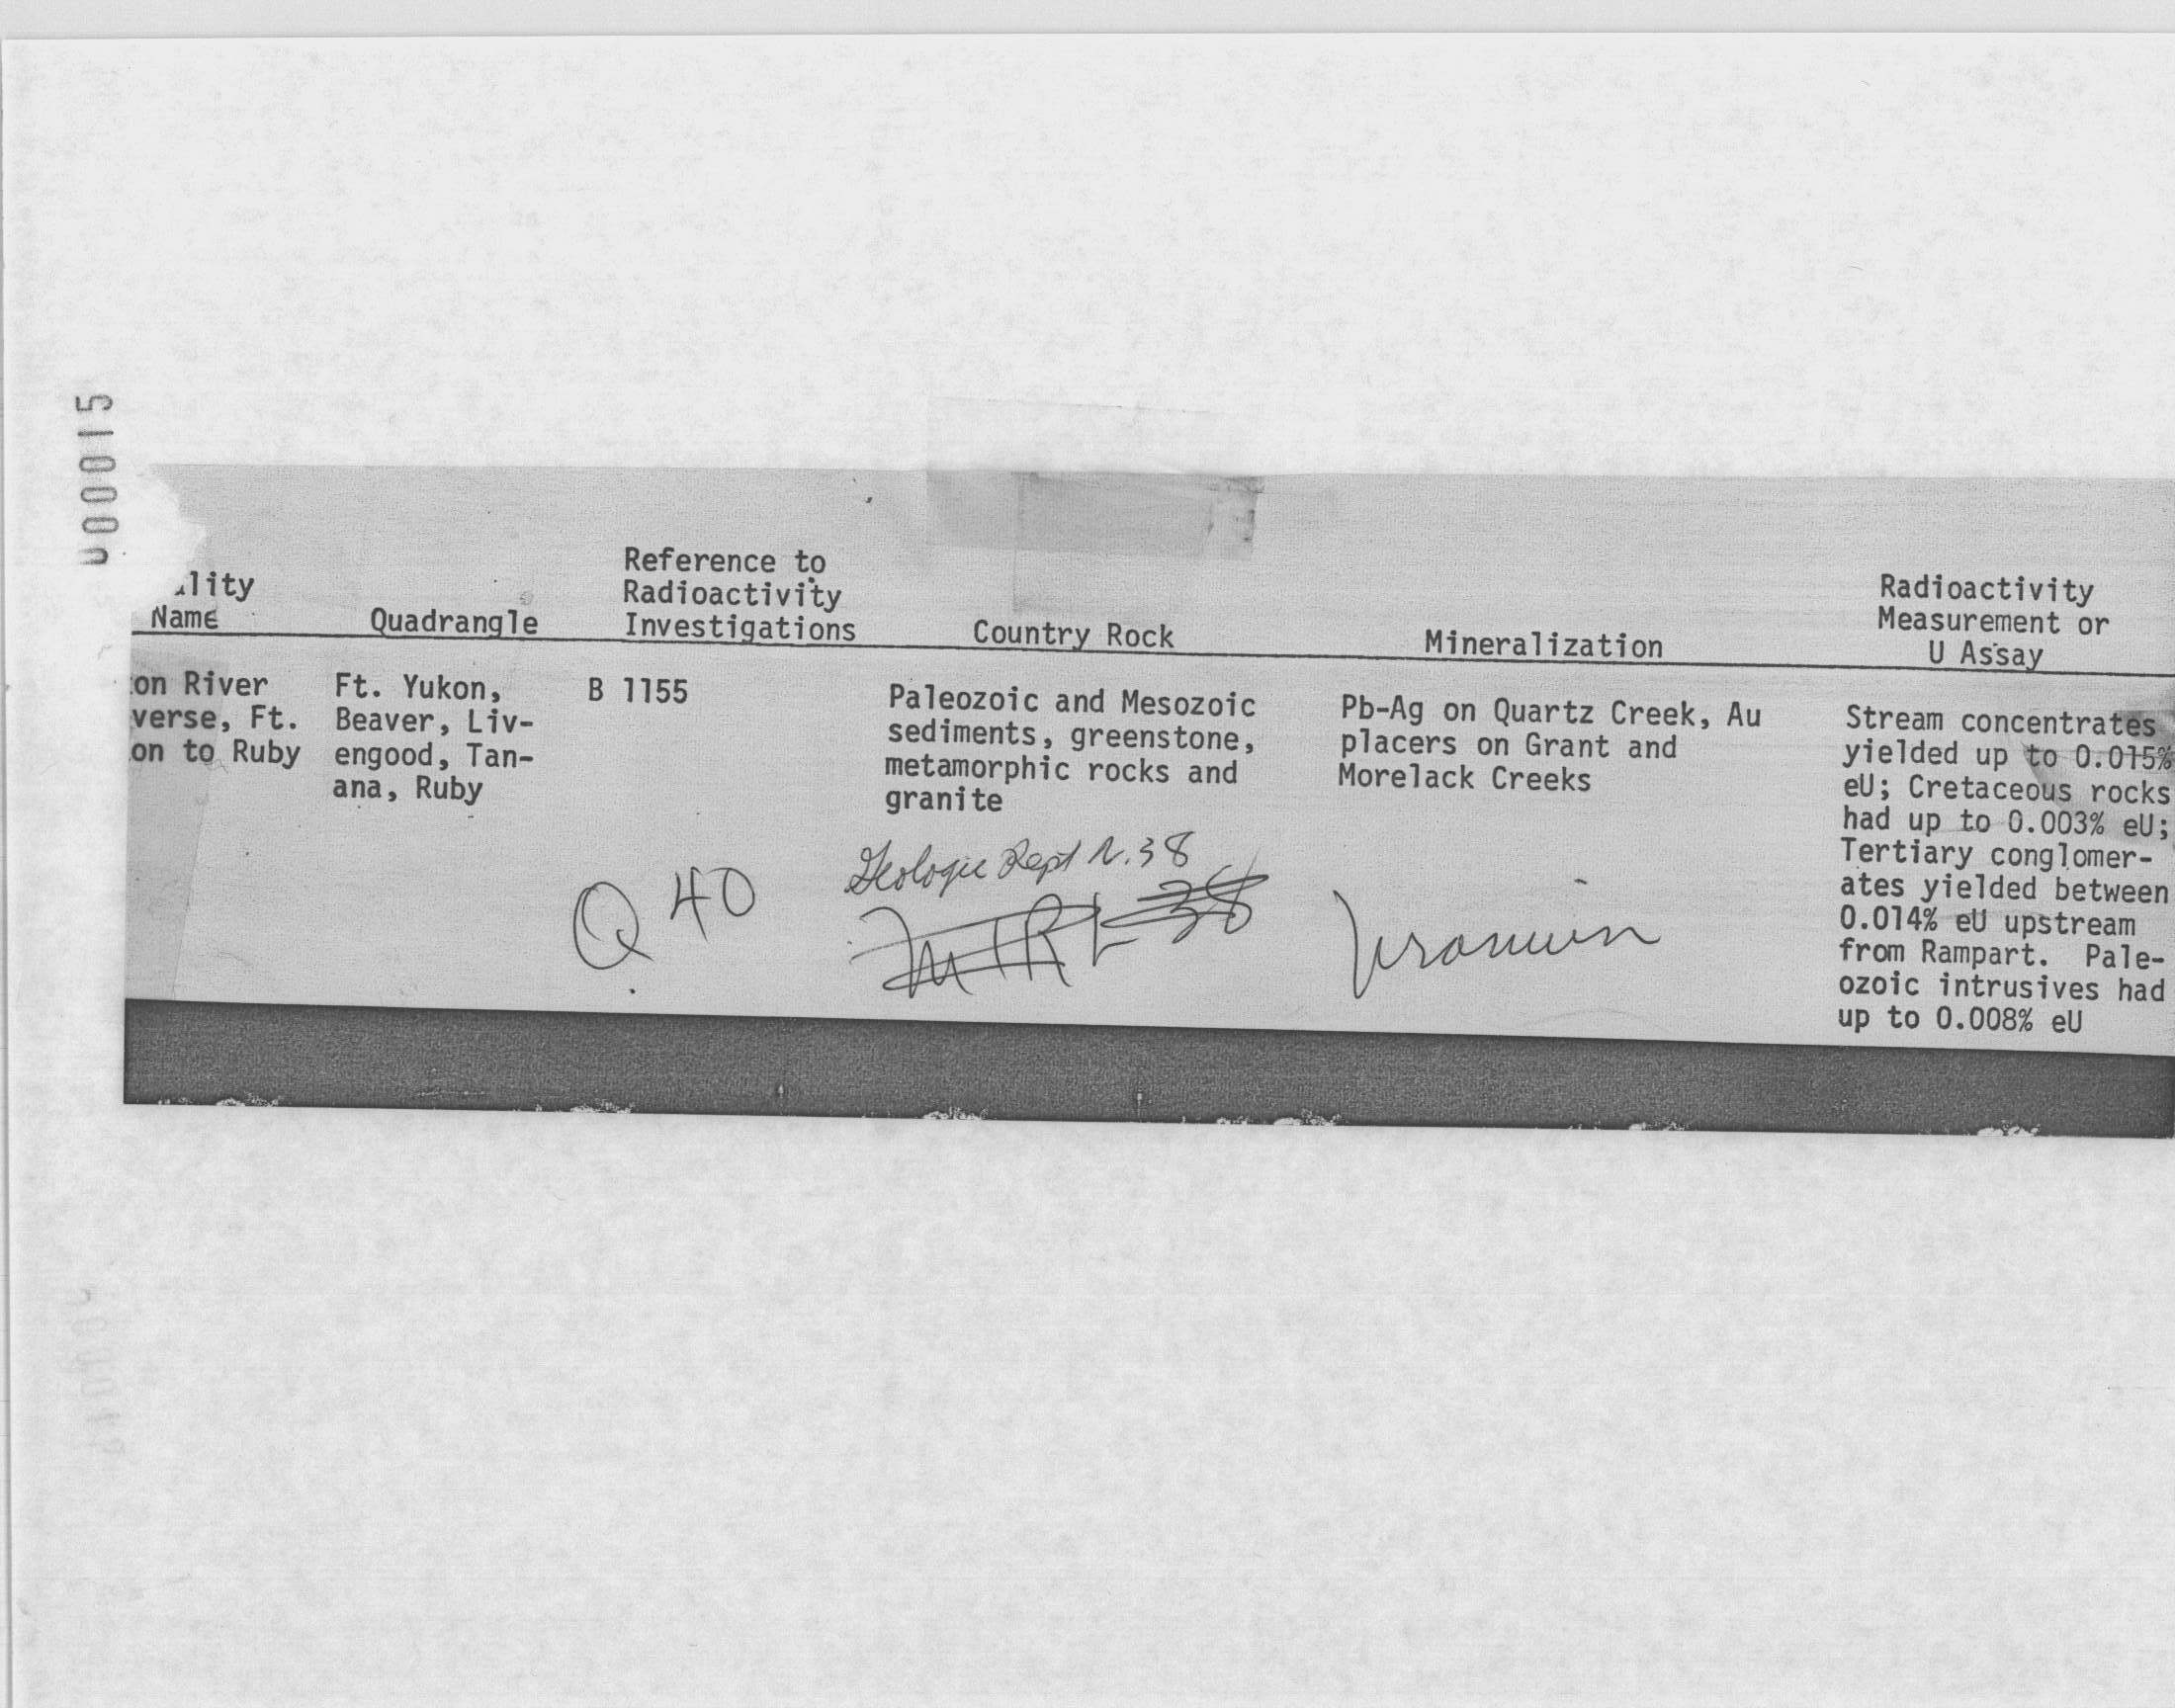 00015
Reference to
Radioactivity
Investigations
ality
Name
Quadrangle
Country Rock
Mineralization
Radioactivity
Measurement or
U Assay
on River
verse, Ft.
on to Ruby
Ft. Yukon,
Beaver, Liv-
engood, Tan-
ana, Ruby
B 1155
Paleozoic and Mesozoic
sediments, greenstone,
metamorphic rocks and
granite
Pb-Ag on Quartz Creek, Au
placers on Grant and
Morelack Creeks
Stream concentrates
yielded up to 0.015%
eU; Cretaceous rocks
had up to 0.003% eU;
Tertiary conglomer-
ates yielded between
0.014% eU upstream
from Rampart. Pale-
ozoic intrusives had
up to 0.008% eU
Q 40
Geologic Rept 38
MIRL 38
Uranium